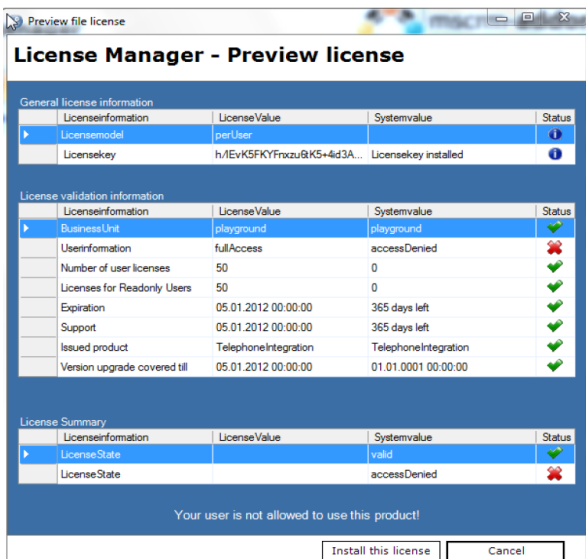 Preview file license
License Manager - Preview license
General license information
Licenseinformation LicenseValue Systemvalue Status
Licensemodel perUser
Licensekey Licensekey installed
License validation information
Licenseinformation LicenseValue Systemvalue Status
BusinessUnit playground playground
Userinformation fullAccess accessDenied
Number of user licenses 50 0
Licenses for Readonly Users 50 0
Expiration 05.01.2012 00:00:00 365 days left
Support 05.01.2012 00:00:00 365 days left
Issued product TelephoneIntegration TelephoneIntegration
Version upgrade covered till 05.01.2012 00:00:00 01.01.0001 00:00:00
License Summary
Licenseinformation LicenseValue Systemvalue Status
LicenseState valid
LicenseState accessDenied
Your user is not allowed to use this product!
Install this license Cancel